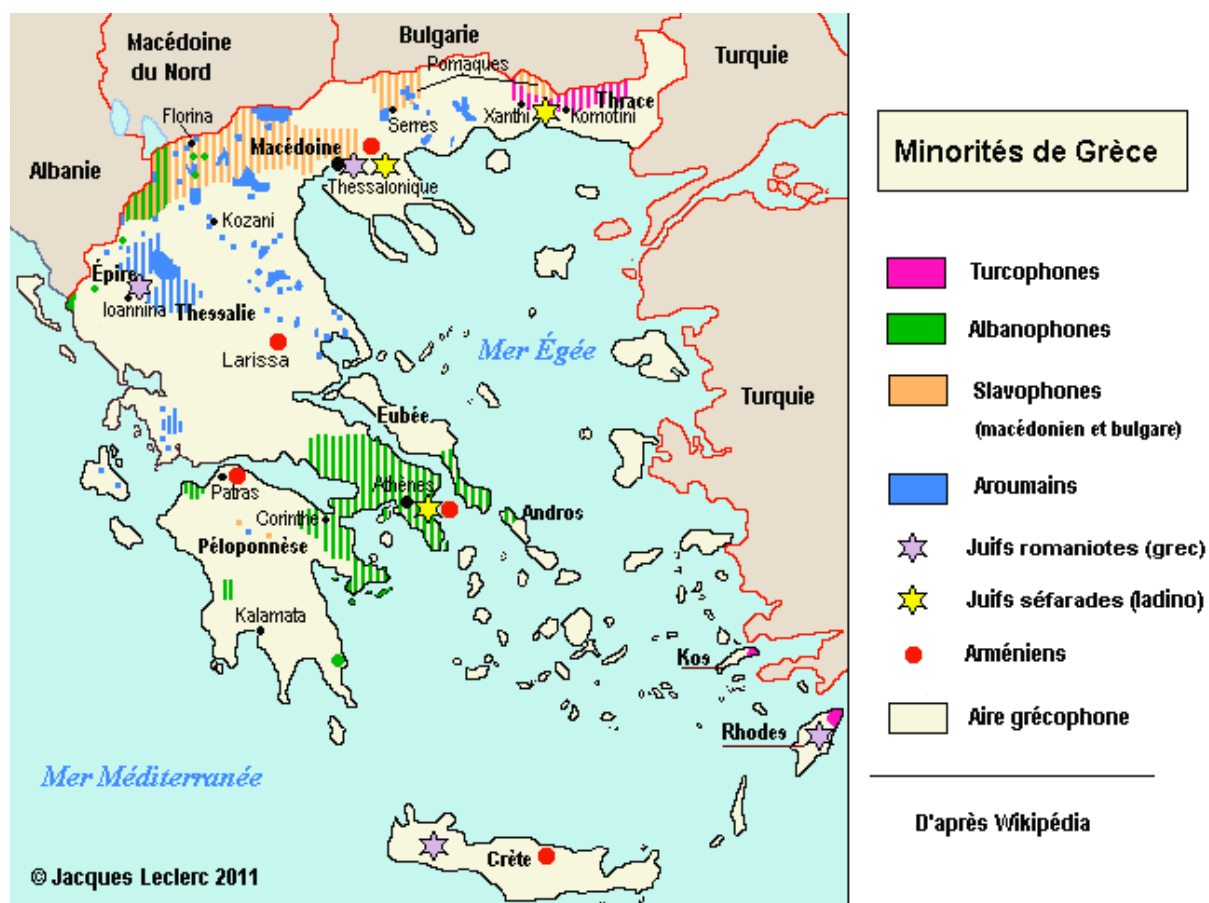 Macédoine
du Nord
Bulgarie
Turquie
Pomaques
Florina
Serres
Xanthi
Thrace
Komotini
Albanie
Macédoine
Thessalonique
Kozani
Épire
Ioannina
Thessalie
Larissa
Mer Égée
Turquie
Eubée
Patras
Athènes
Corinthe
Andros
Péloponnèse
Kalamata
Kos
Rhodes
Mer Méditerranée
Crète
© Jacques Leclerc 2011
Minorités de Grèce
Turcophones
Albanophones
Slavophones
(macédonien et bulgare)
Aroumains
Juifs romaniotes (grec)
Juifs séfarades (ladino)
Arméniens
Aire grécophone
D'après Wikipédia